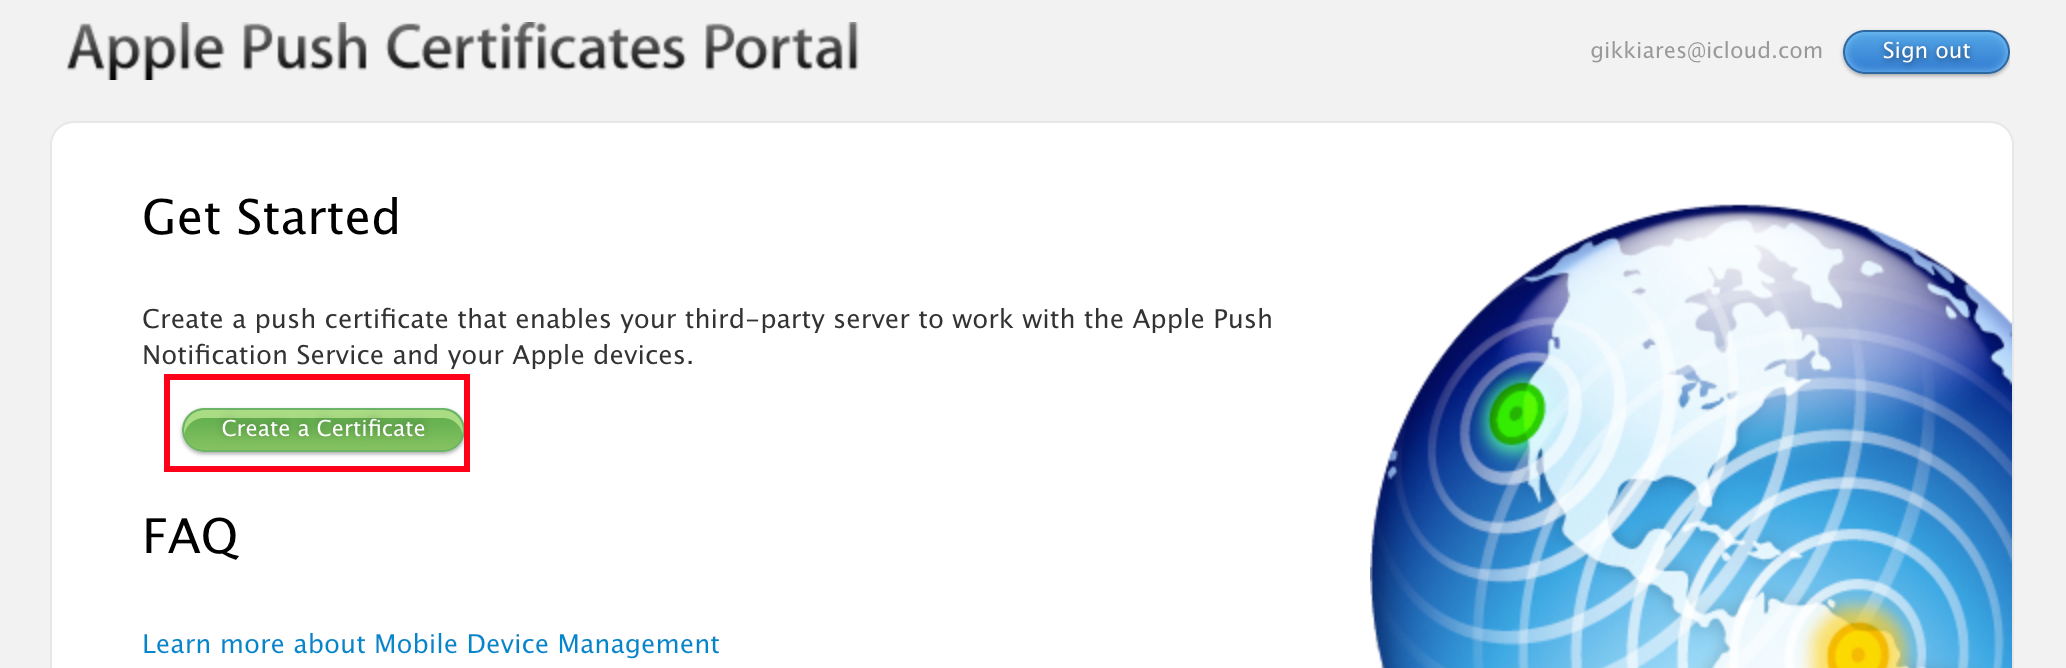 Apple Push Certificates Portal
gikkiares@icloud.com
Sign out
Get Started
Create a push certificate that enables your third-party server to work with the Apple Push
Notification Service and your Apple devices.
Create a Certificate
FAQ
Learn more about Mobile Device Management